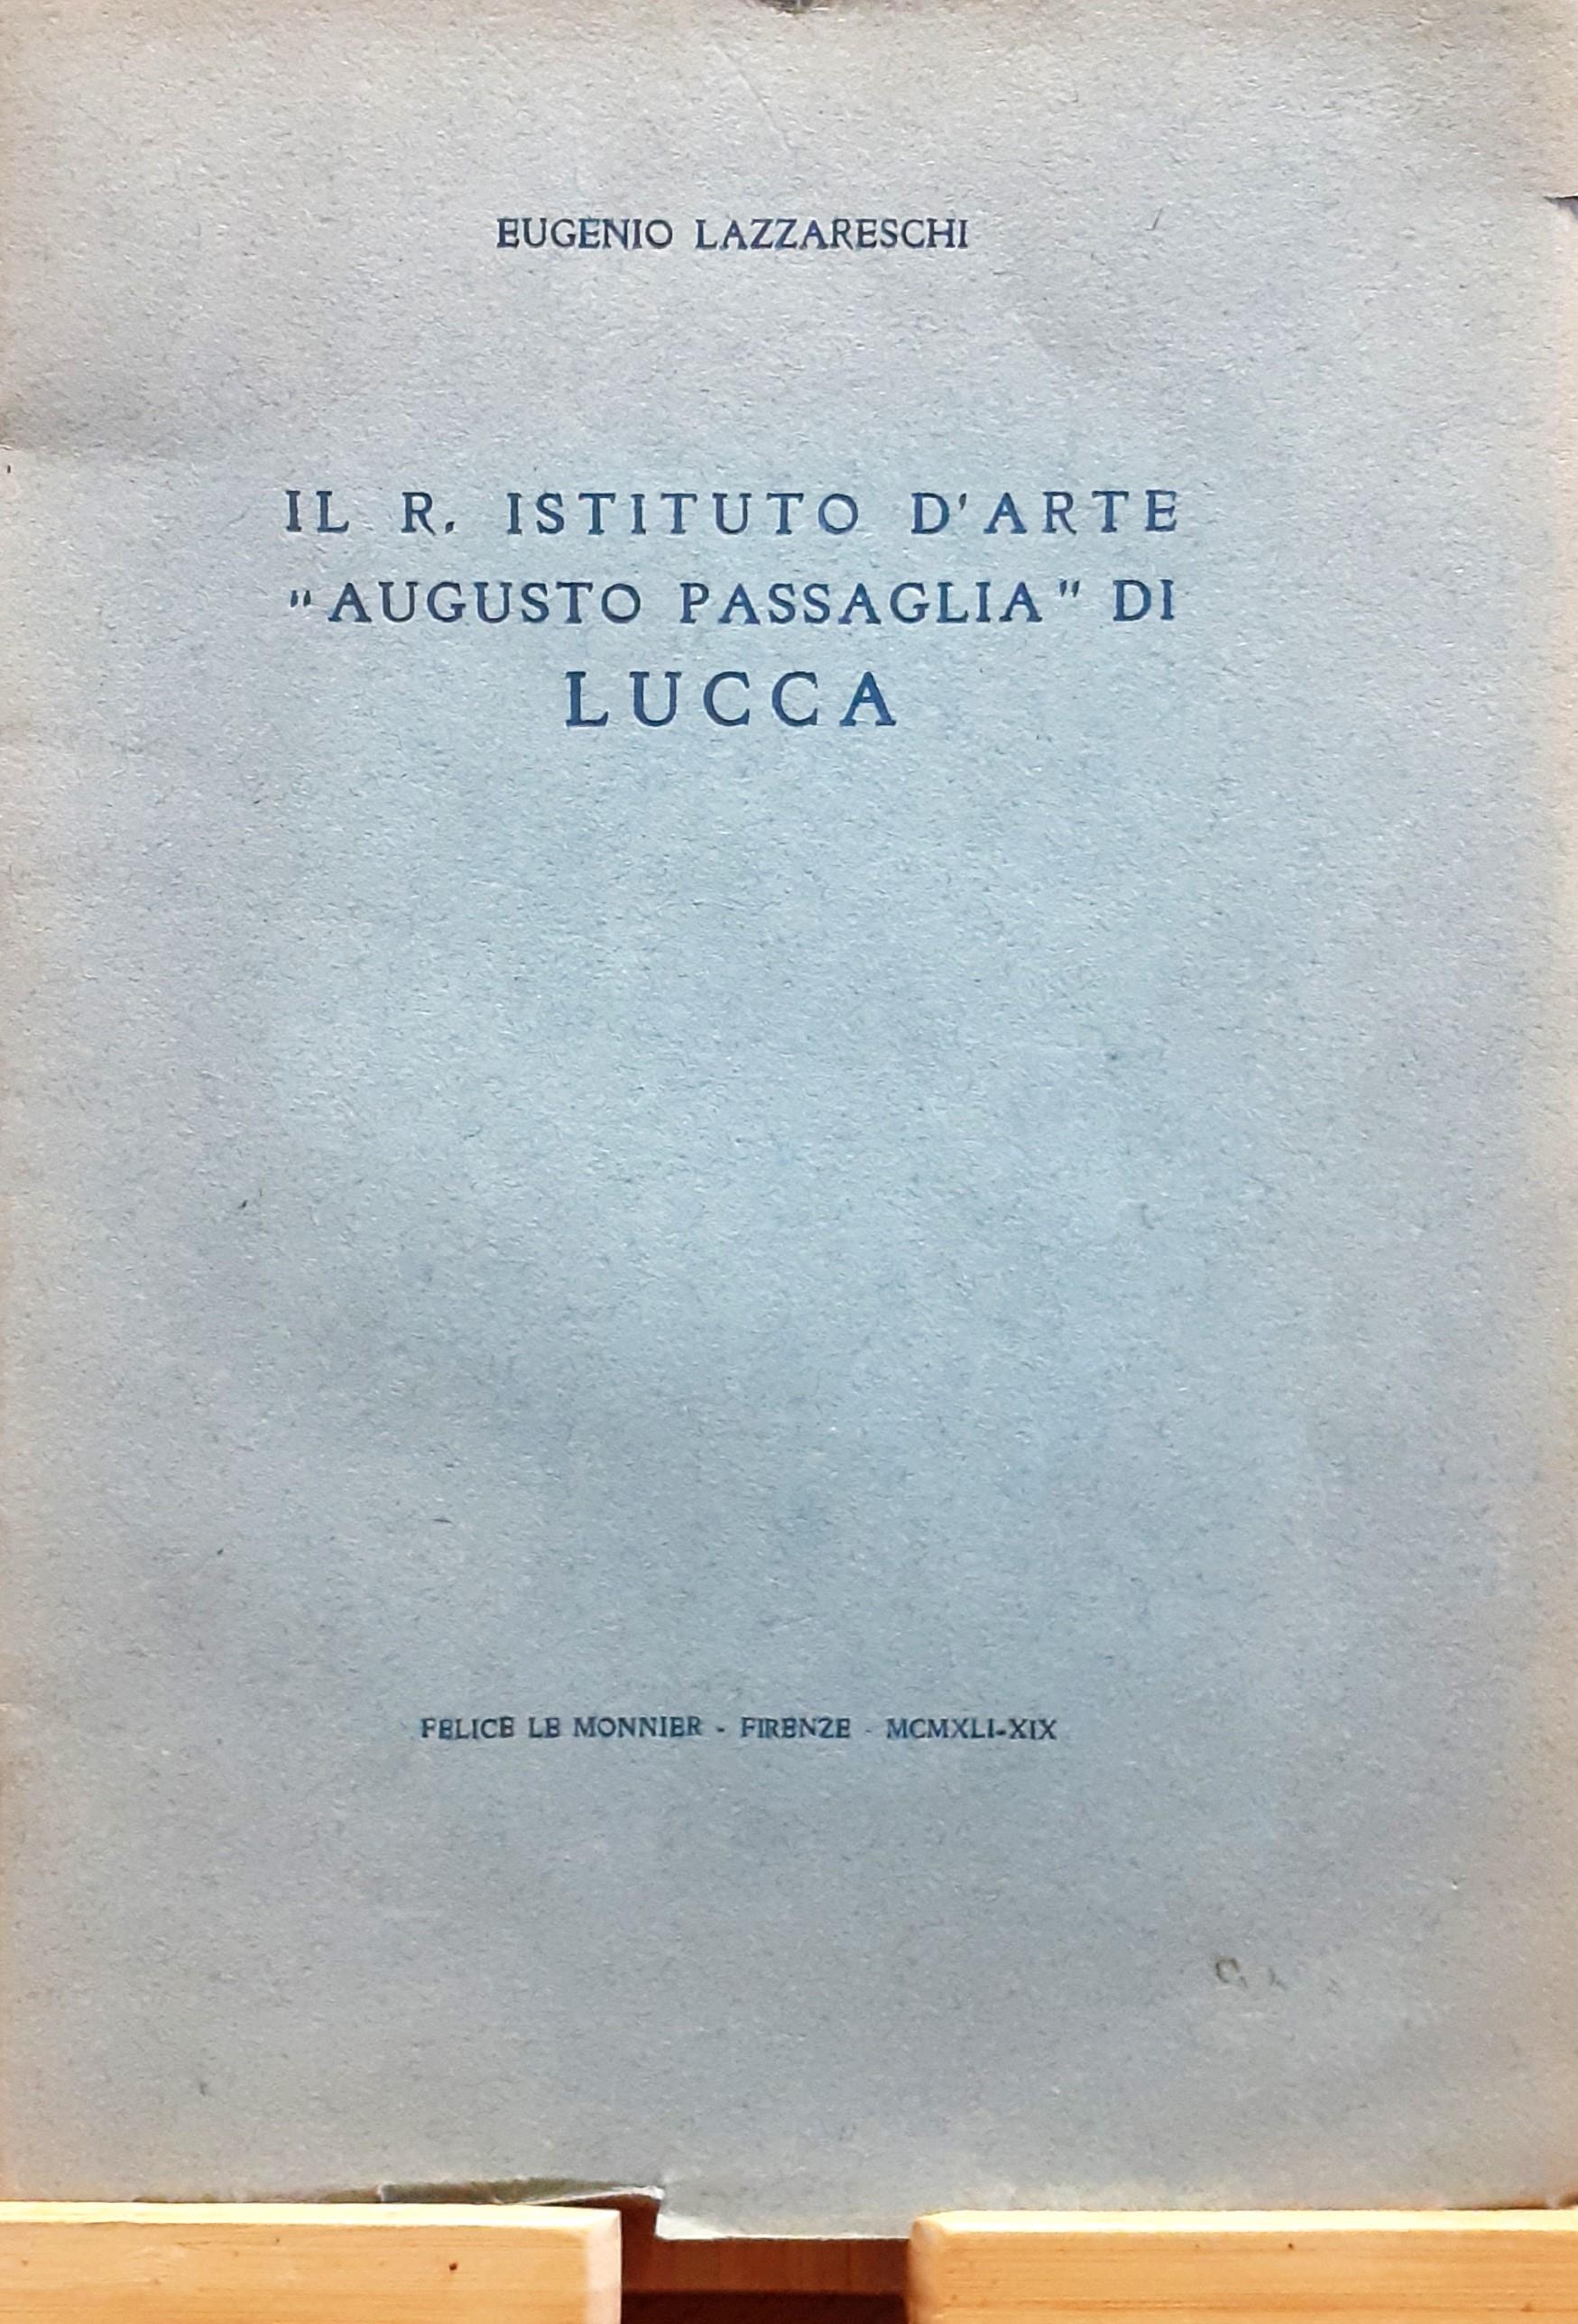 EUGENIO LAZZARESCHI
IL R. ISTITUTO D'ARTE
"AUGUSTO PASSAGLIA" DI
LUCCA
FELICE LE MONNIER - FIRENZE - MCMXLI-XIX